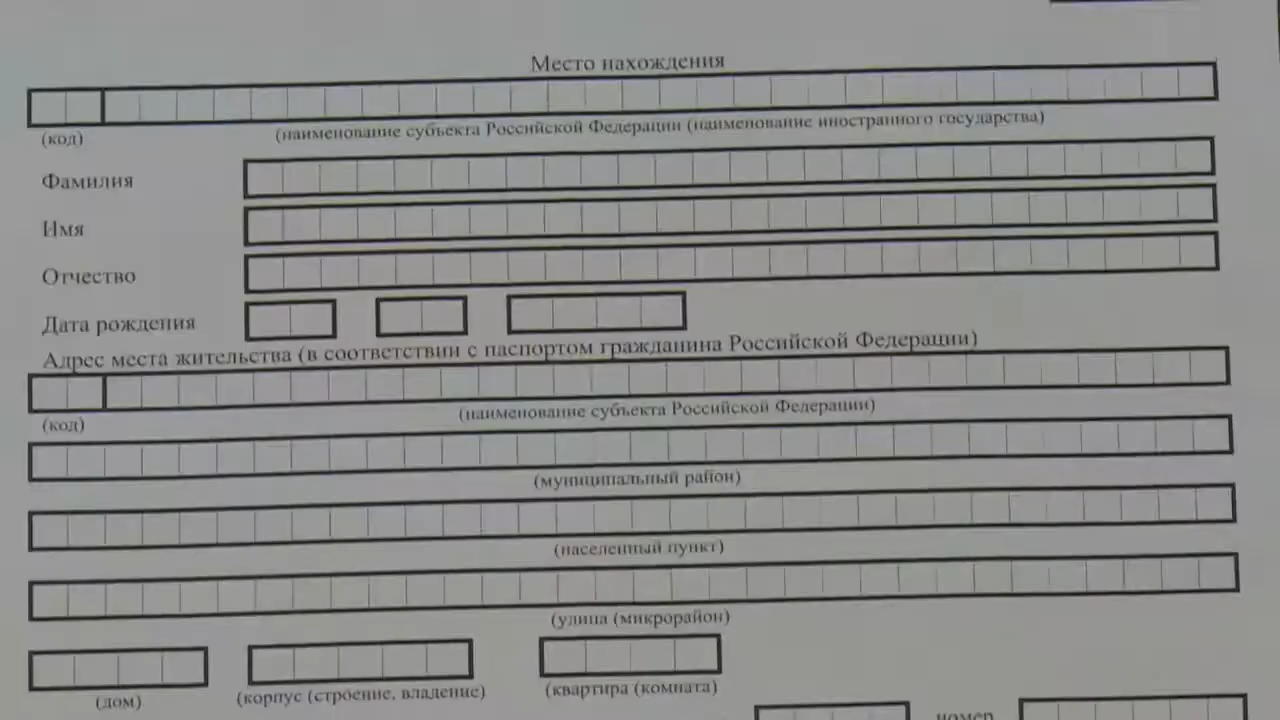 Место нахождения
(код) (наименование субъекта Российской Федерации (наименование иностранного государства)
Фамилия
Имя
Отчество
Дата рождения
Адрес места жительства (в соответствии с паспортом гражданина Российской Федерации)
(код) (наименование субъекта Российской Федерации)
(муниципальный район)
(населенный пункт)
(улица (микрорайон)
(дом) (корпус (строение, владение) (квартира (комната)
номер